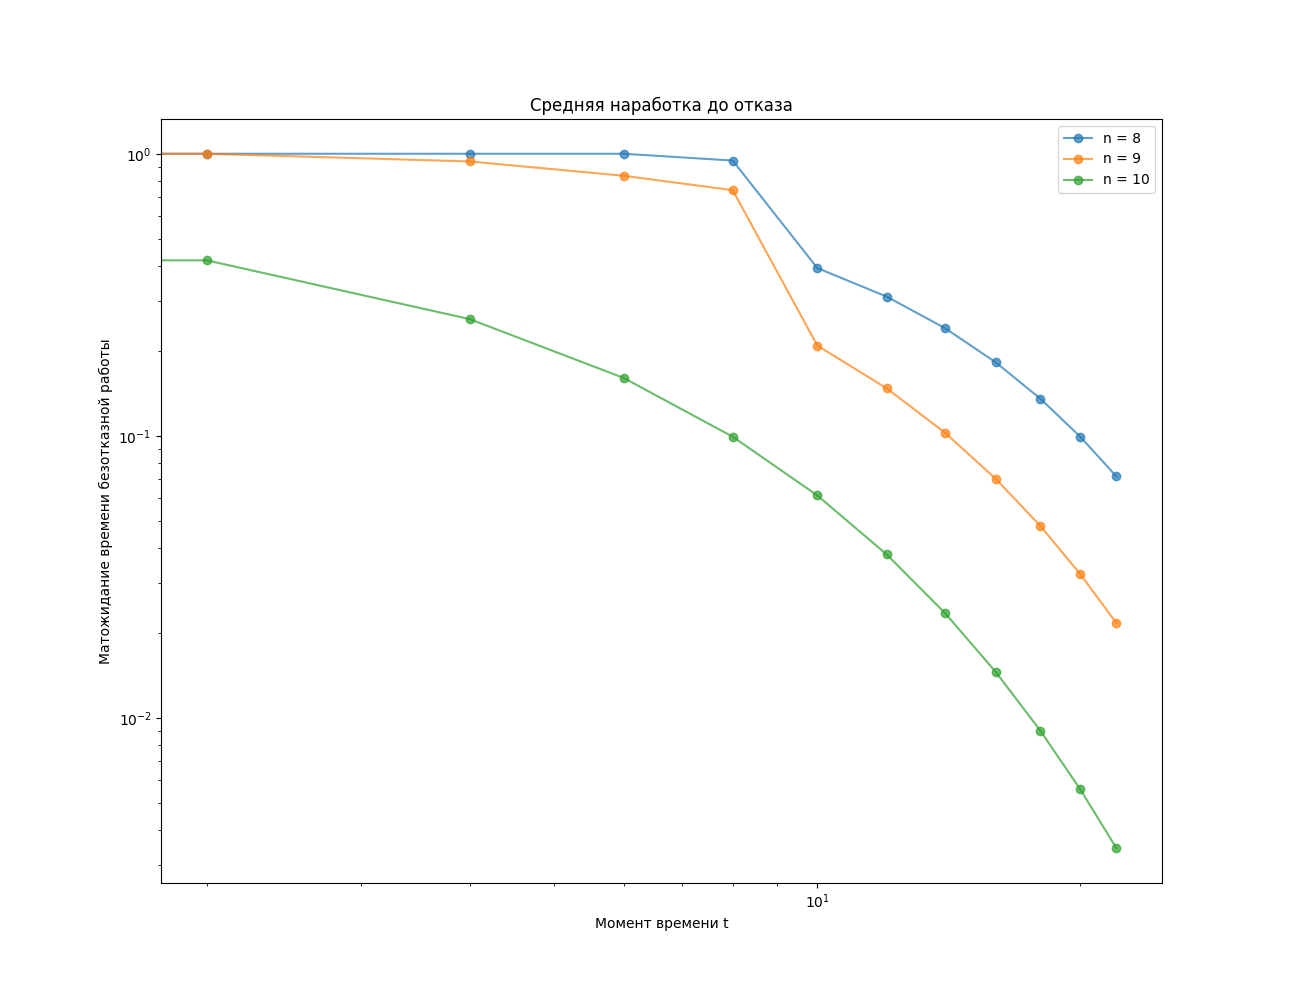 Средняя наработка до отказа
n = 8
n = 9
n = 10
10⁰
10⁻¹
10⁻²
Матожидание времени безотказной работы
10¹
Момент времени t